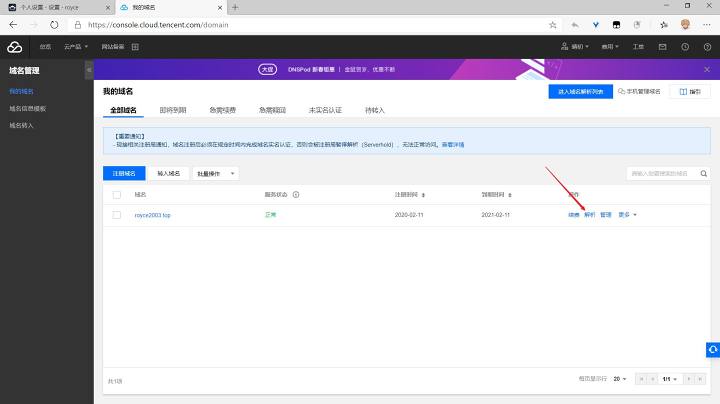 个人设置 - 设置 - royce
我的域名
https://console.cloud.tencent.com/domain
总览
云产品
网站备案
费用
工单
域名管理
我的域名
域名信息模板
域名转入
大促
DNSPod 新春钜惠
金鼠贺岁，优惠不断
我的域名
进入域名解析列表
手机管理域名
指引
全部域名
即将到期
急需续费
急需赎回
未实名认证
待转入
【重要通知】
- 现接相关注册局通知，域名注册后必须在规定时间内完成域名实名认证，否则会被注册局暂停解析（Serverhold），无法正常访问。查看详情
注册域名
转入域名
批量操作
请输入您要搜索的域名
域名
服务状态
注册时间
到期时间
操作
royce2003.top
正常
2020-02-11
2021-02-11
续费
解析
管理
更多
共1项
每页显示行
20
1/1